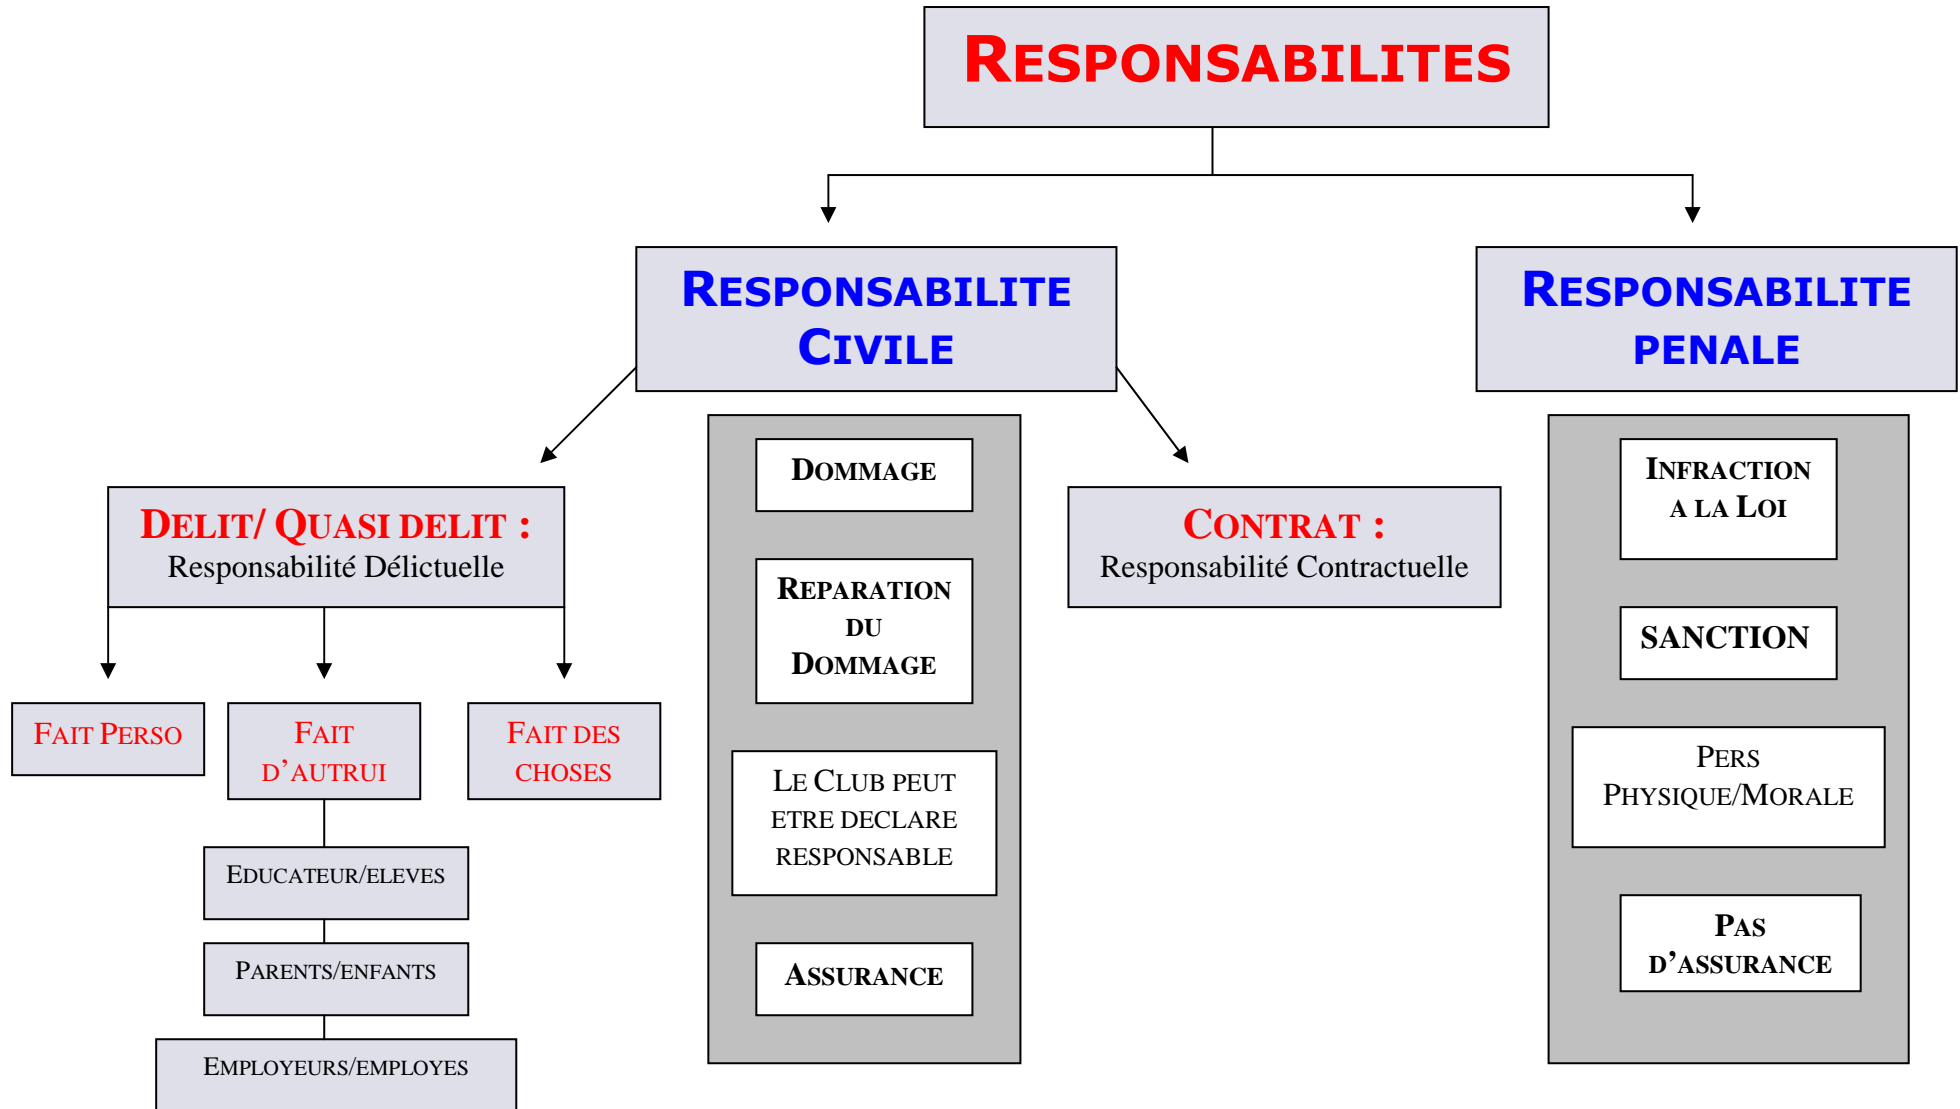 RESPONSABILITES
RESPONSABILITE
CIVILE
RESPONSABILITE
PENALE
DELIT/ QUASI DELIT :
Responsabilité Délictuelle
FAIT PERSO
FAIT
D’AUTRUI
FAIT DES
CHOSES
EDUCATEUR/ELEVES
PARENTS/ENFANTS
EMPLOYEURS/EMPLOYES
DOMMAGE
REPARATION
DU
DOMMAGE
LE CLUB PEUT
ETRE DECLARE
RESPONSABLE
ASSURANCE
CONTRAT :
Responsabilité Contractuelle
INFRACTION
A LA LOI
SANCTION
PERS
PHYSIQUE/MORALE
PAS
D’ASSURANCE